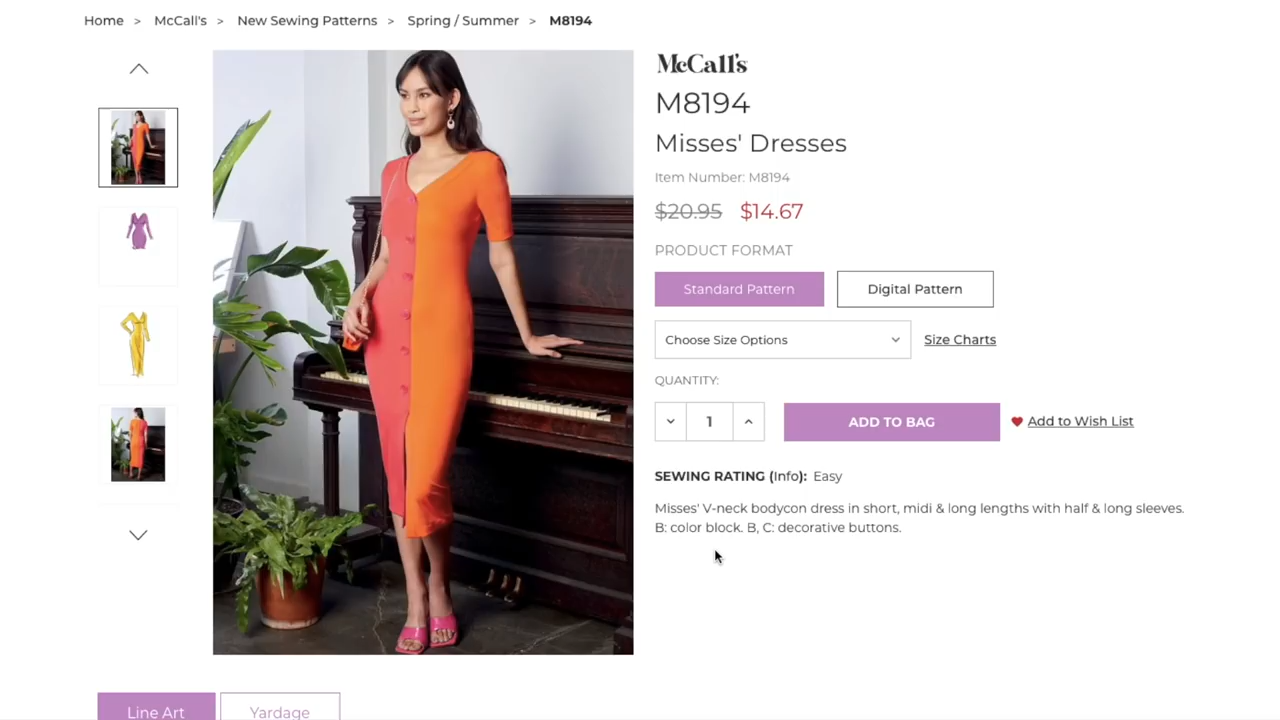 Home > McCall's > New Sewing Patterns > Spring / Summer > M8194
McCall's
M8194
Misses' Dresses
Item Number: M8194
$20.95 $14.67
PRODUCT FORMAT
Standard Pattern Digital Pattern
Choose Size Options Size Charts
QUANTITY:
1 ADD TO BAG Add to Wish List
SEWING RATING (Info): Easy
Misses' V-neck bodycon dress in short, midi & long lengths with half & long sleeves.
B: color block. B, C: decorative buttons.
Line Art Yardage